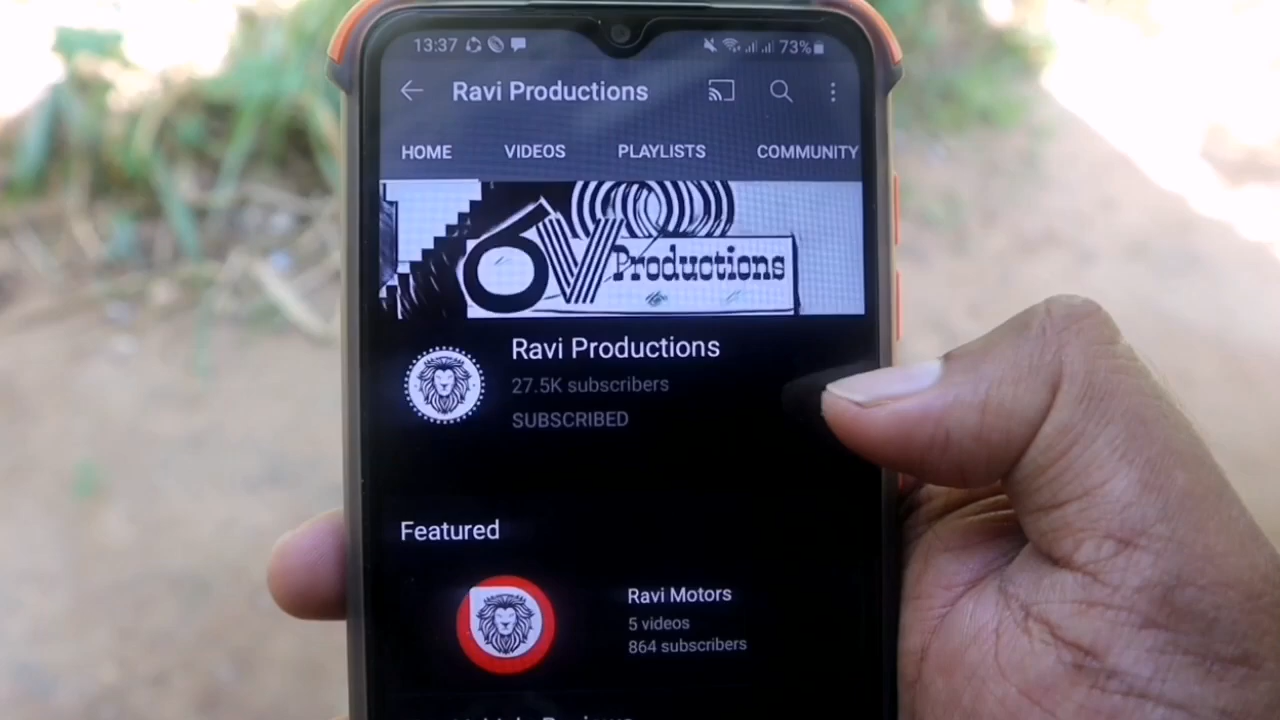 13:37 73%
Ravi Productions
HOME VIDEOS PLAYLISTS COMMUNITY
Productions
Ravi Productions
27.5K subscribers
SUBSCRIBED
Featured
Ravi Motors
5 videos
864 subscribers